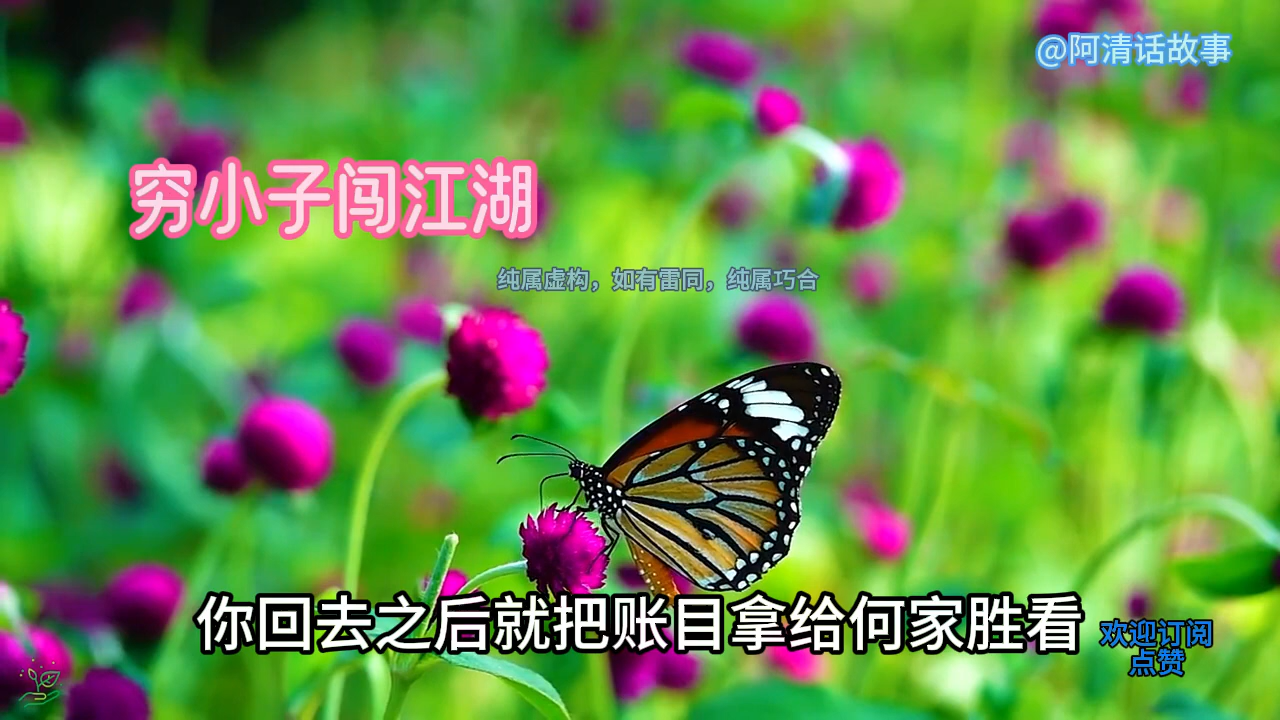 @阿清话故事
穷小子闯江湖
纯属虚构，如有雷同，纯属巧合
你回去之后就把账目拿给何家胜看
欢迎订阅
点赞